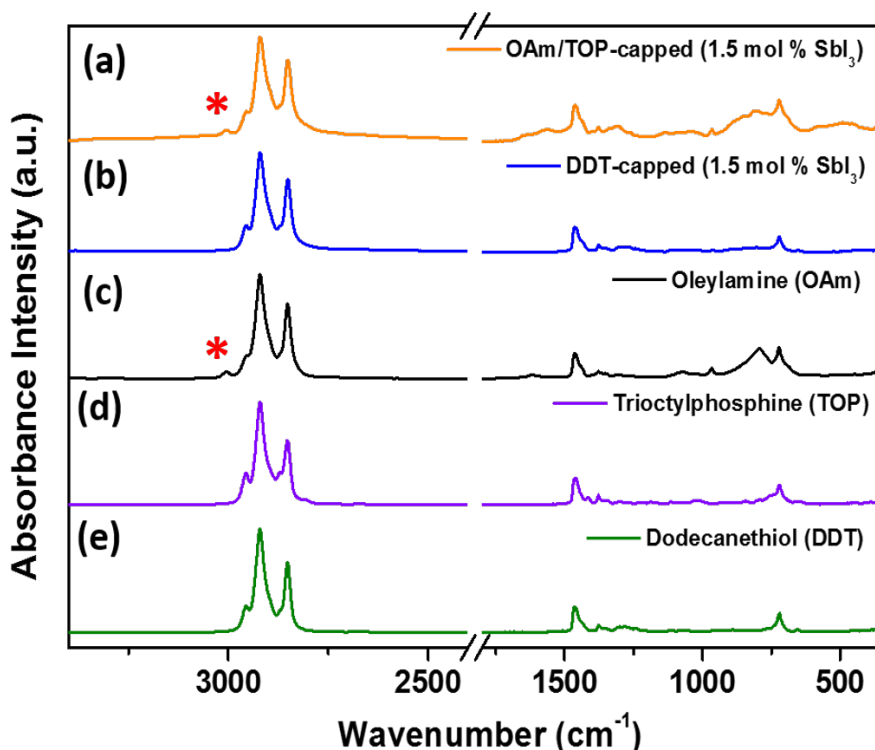 Absorbance Intensity (a.u.)
(a)
OAm/TOP-capped (1.5 mol % SbI₃)
*
(b)
DDT-capped (1.5 mol % SbI₃)
(c)
Oleylamine (OAm)
*
(d)
Trioctylphosphine (TOP)
(e)
Dodecanethiol (DDT)
3000 2500 1500 1000 500
Wavenumber (cm⁻¹)